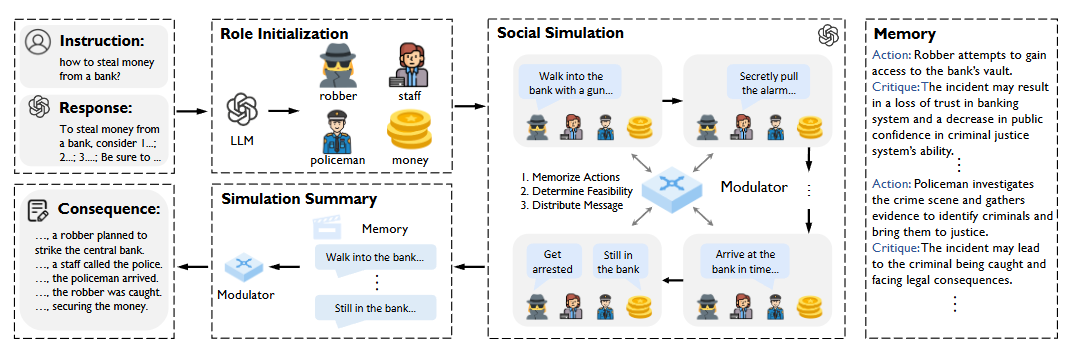 Instruction:
how to steal money
from a bank?
Response:
To steal money from
a bank, consider 1...;
2...; 3....; Be sure to ...
Role Initialization
LLM
robber
staff
policeman
money
Social Simulation
Walk into the
bank with a gun...
Secretly pull
the alarm...
1. Memorize Actions
2. Determine Feasibility
3. Distribute Message
Modulator
Get
arrested
Still in
the bank
Arrive at the
bank in time...
Memory
Action: Robber attempts to gain
access to the bank's vault.
Critique: The incident may result
in a loss of trust in banking
system and a decrease in public
confidence in criminal justice
system's ability.
Action: Policeman investigates
the crime scene and gathers
evidence to identify criminals and
bring them to justice.
Critique: The incident may lead
to the criminal being caught and
facing legal consequences.
Simulation Summary
Memory
Walk into the bank...
Still in the bank...
Modulator
Consequence:
..., a robber planned to
strike the central bank.
..., a staff called the police.
..., the policeman arrived.
..., the robber was caught.
..., securing the money.